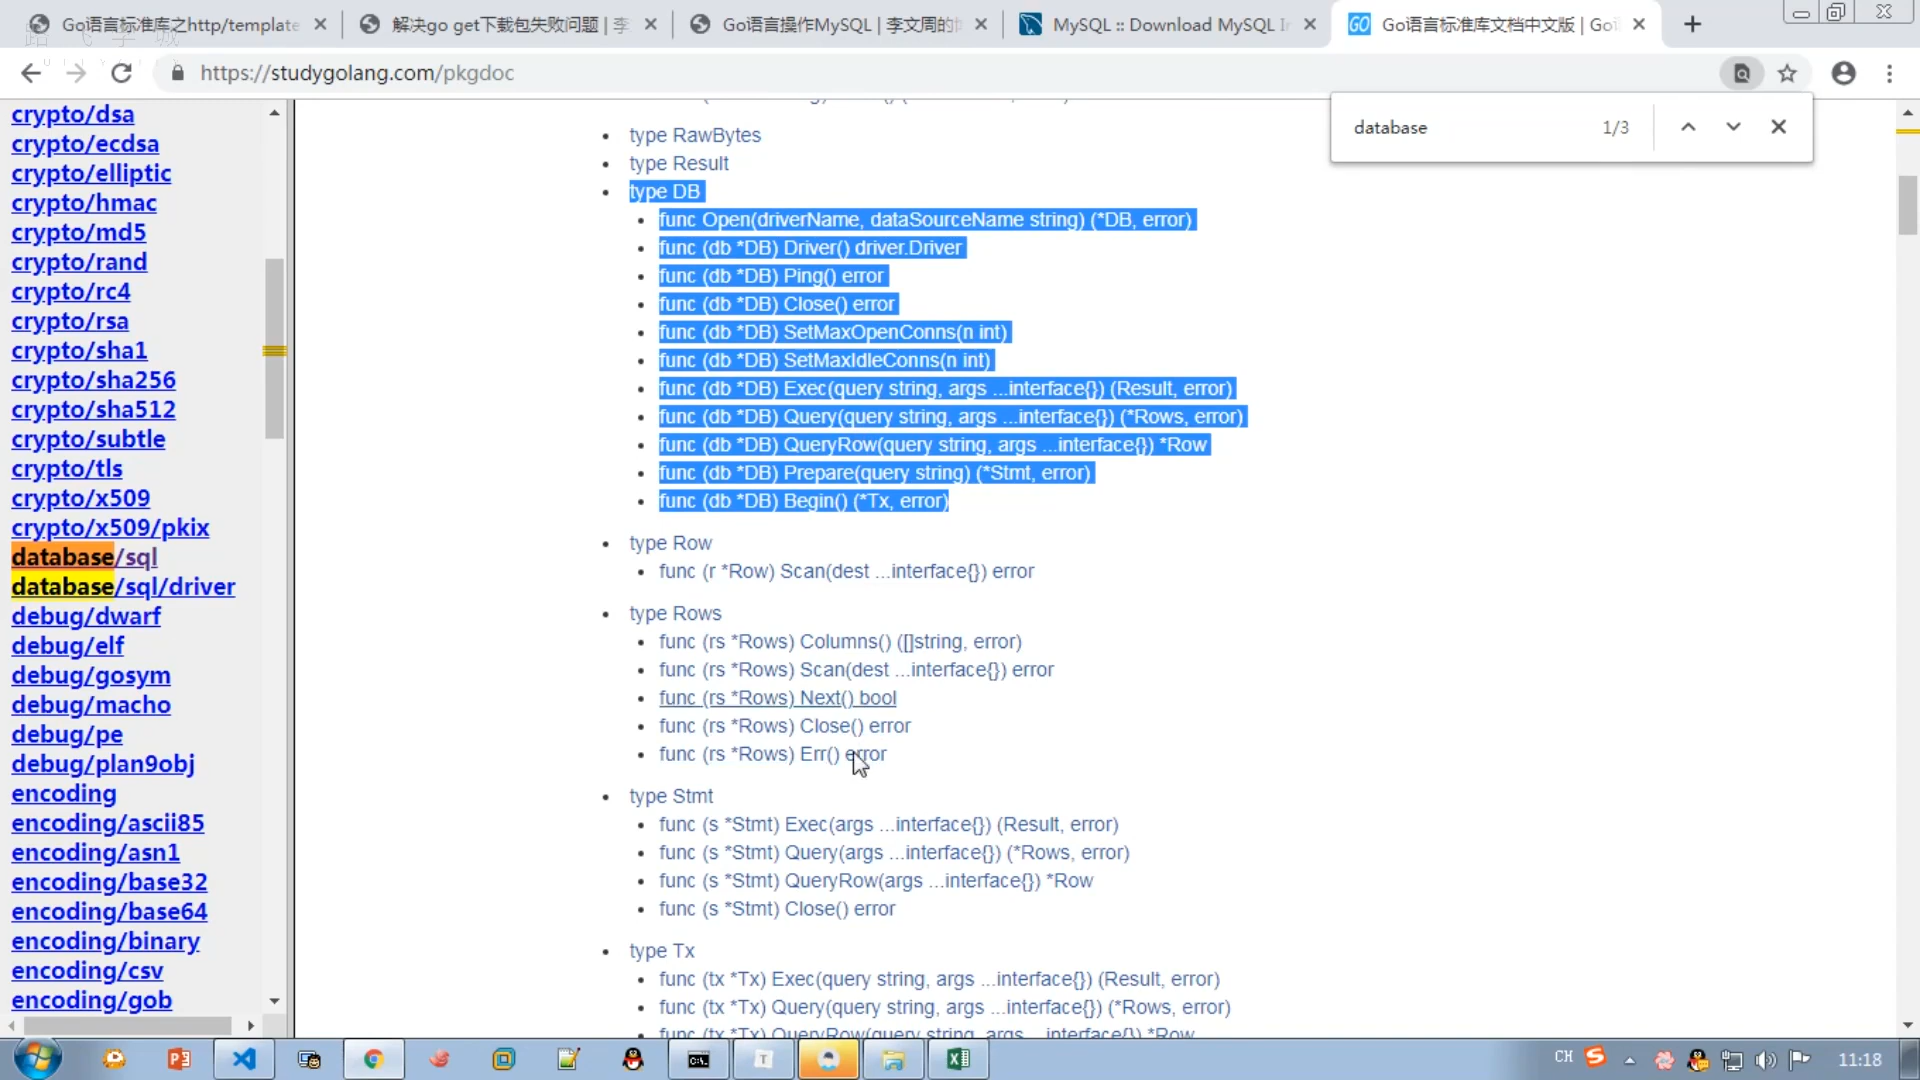 Go语言标准库之http/template
解决go get下载包失败问题 | 李
Go语言操作MySQL | 李文周的
MySQL :: Download MySQL In
Go语言标准库文档中文版 | Go
https://studygolang.com/pkgdoc
database 1/3
crypto/dsa
crypto/ecdsa
crypto/elliptic
crypto/hmac
crypto/md5
crypto/rand
crypto/rc4
crypto/rsa
crypto/sha1
crypto/sha256
crypto/sha512
crypto/subtle
crypto/tls
crypto/x509
crypto/x509/pkix
database/sql
database/sql/driver
debug/dwarf
debug/elf
debug/gosym
debug/macho
debug/pe
debug/plan9obj
encoding
encoding/ascii85
encoding/asn1
encoding/base32
encoding/base64
encoding/binary
encoding/csv
encoding/gob
type RawBytes
type Result
type DB
func Open(driverName, dataSourceName string) (*DB, error)
func (db *DB) Driver() driver.Driver
func (db *DB) Ping() error
func (db *DB) Close() error
func (db *DB) SetMaxOpenConns(n int)
func (db *DB) SetMaxIdleConns(n int)
func (db *DB) Exec(query string, args ...interface{}) (Result, error)
func (db *DB) Query(query string, args ...interface{}) (*Rows, error)
func (db *DB) QueryRow(query string, args ...interface{}) *Row
func (db *DB) Prepare(query string) (*Stmt, error)
func (db *DB) Begin() (*Tx, error)
type Row
func (r *Row) Scan(dest ...interface{}) error
type Rows
func (rs *Rows) Columns() ([]string, error)
func (rs *Rows) Scan(dest ...interface{}) error
func (rs *Rows) Next() bool
func (rs *Rows) Close() error
func (rs *Rows) Err() error
type Stmt
func (s *Stmt) Exec(args ...interface{}) (Result, error)
func (s *Stmt) Query(args ...interface{}) (*Rows, error)
func (s *Stmt) QueryRow(args ...interface{}) *Row
func (s *Stmt) Close() error
type Tx
func (tx *Tx) Exec(query string, args ...interface{}) (Result, error)
func (tx *Tx) Query(query string, args ...interface{}) (*Rows, error)
func (tx *Tx) QueryRow(query string, args ...interface{}) *Row
CH
11:18